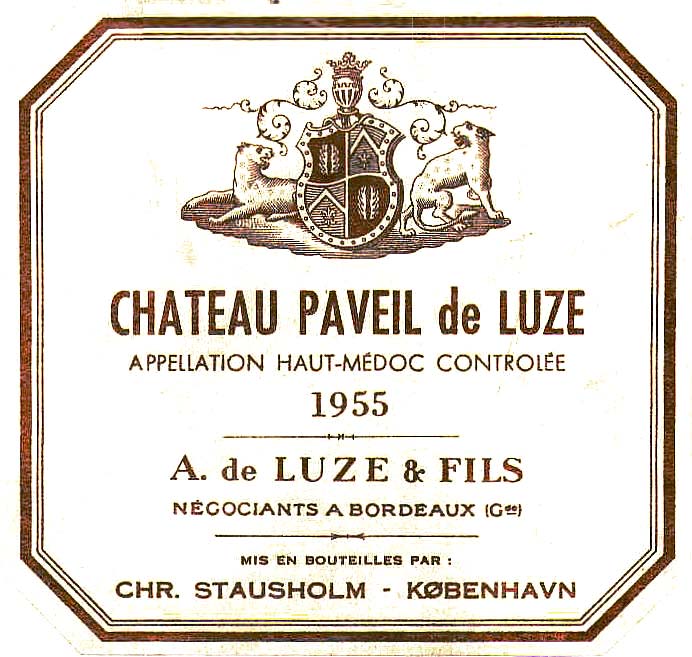 CHATEAU PAVEIL de LUZE
APPELLATION HAUT-MÉDOC CONTROLÉE
1955
A. de LUZE & FILS
NÉGOCIANTS A BORDEAUX (Gde)
MIS EN BOUTEILLES PAR :
CHR. STAUSHOLM - KØBENHAVN